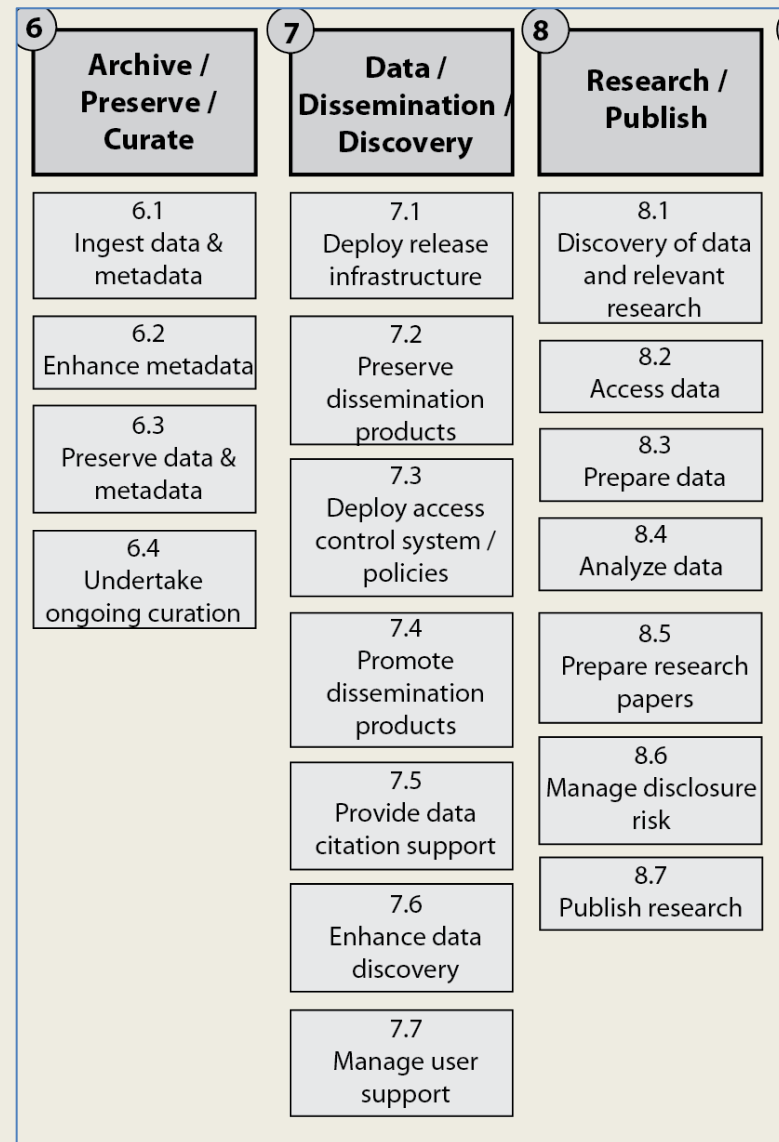 6
Archive /
Preserve /
Curate
6.1
Ingest data &
metadata
6.2
Enhance metadata
6.3
Preserve data &
metadata
6.4
Undertake
ongoing curation
7
Data /
Dissemination /
Discovery
7.1
Deploy release
infrastructure
7.2
Preserve
dissemination
products
7.3
Deploy access
control system /
policies
7.4
Promote
dissemination
products
7.5
Provide data
citation support
7.6
Enhance data
discovery
7.7
Manage user
support
8
Research /
Publish
8.1
Discovery of data
and relevant
research
8.2
Access data
8.3
Prepare data
8.4
Analyze data
8.5
Prepare research
papers
8.6
Manage disclosure
risk
8.7
Publish research